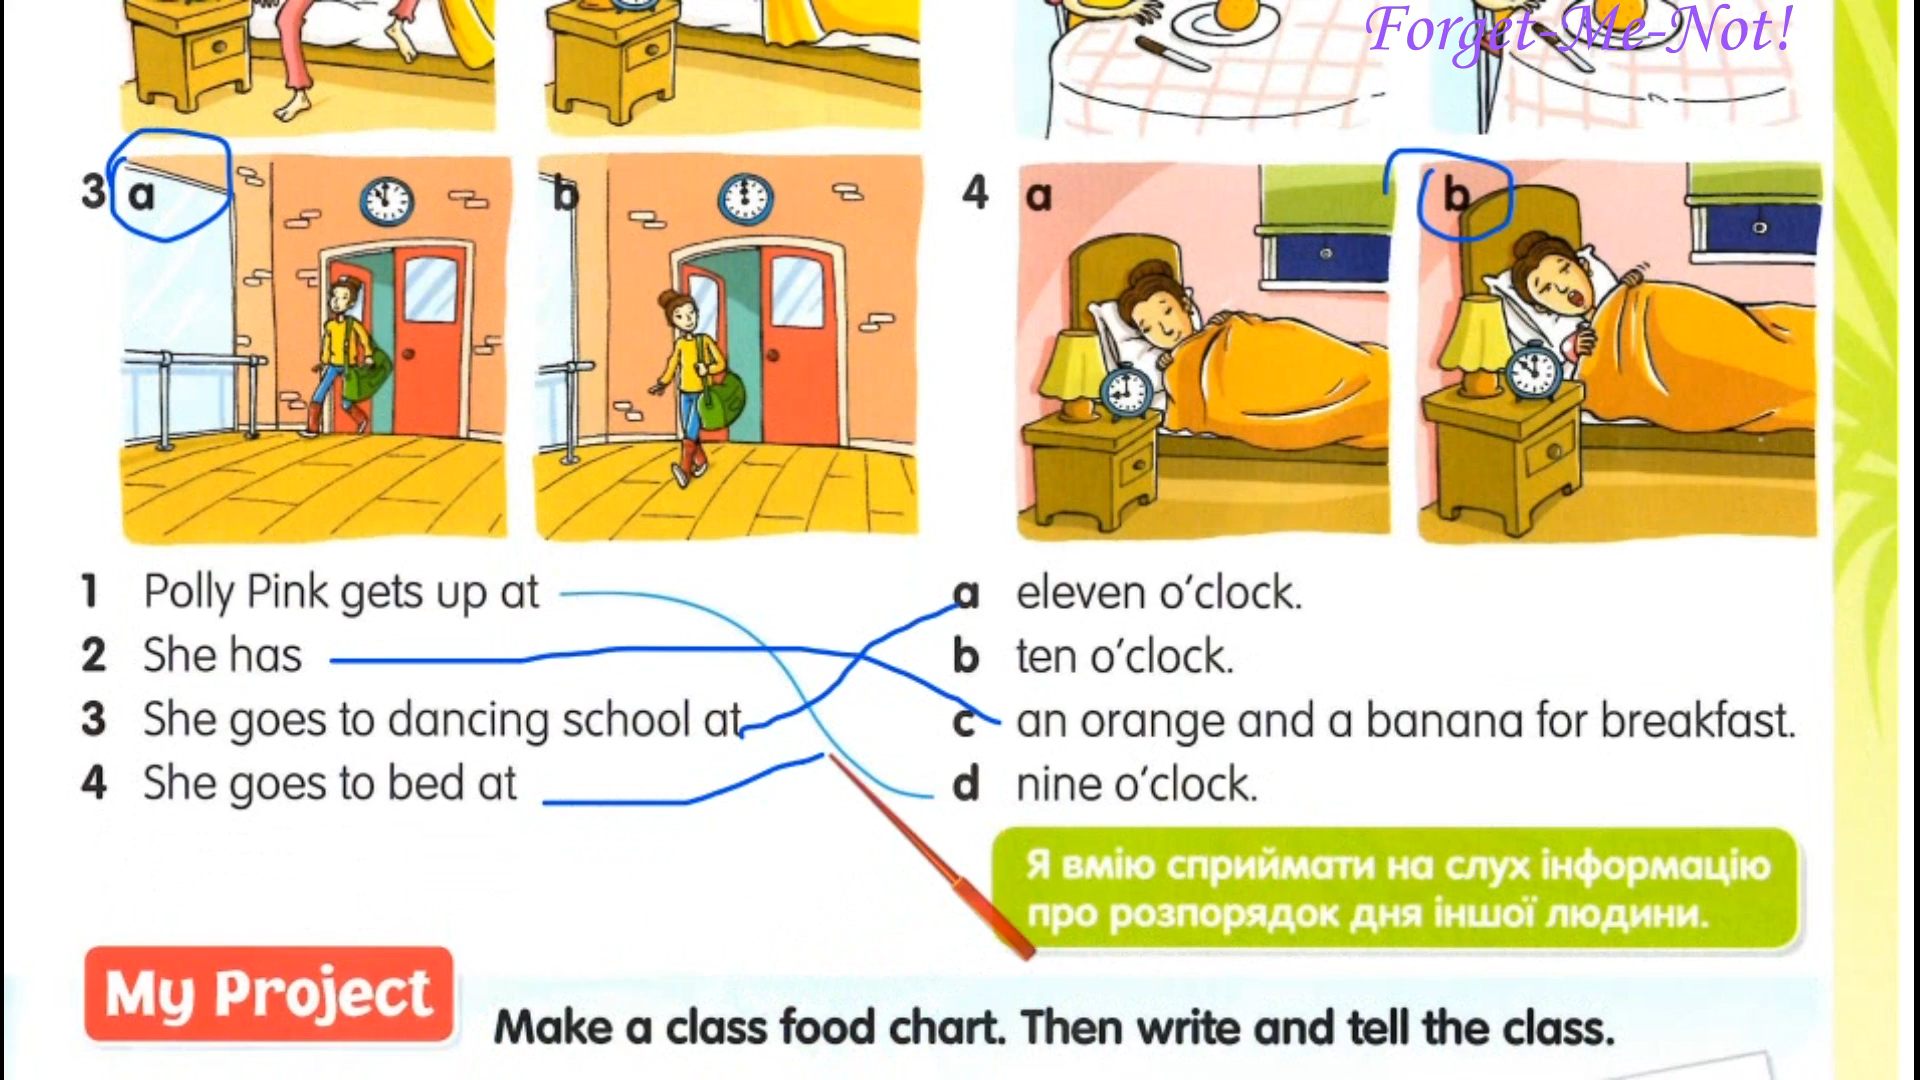 Forget-Me-Not!
3 a b 4 a b
1 Polly Pink gets up at
2 She has
3 She goes to dancing school at
4 She goes to bed at
a eleven o'clock.
b ten o'clock.
c an orange and a banana for breakfast.
d nine o'clock.
Я вмію сприймати на слух інформацію
про розпорядок дня іншої людини.
My Project
Make a class food chart. Then write and tell the class.